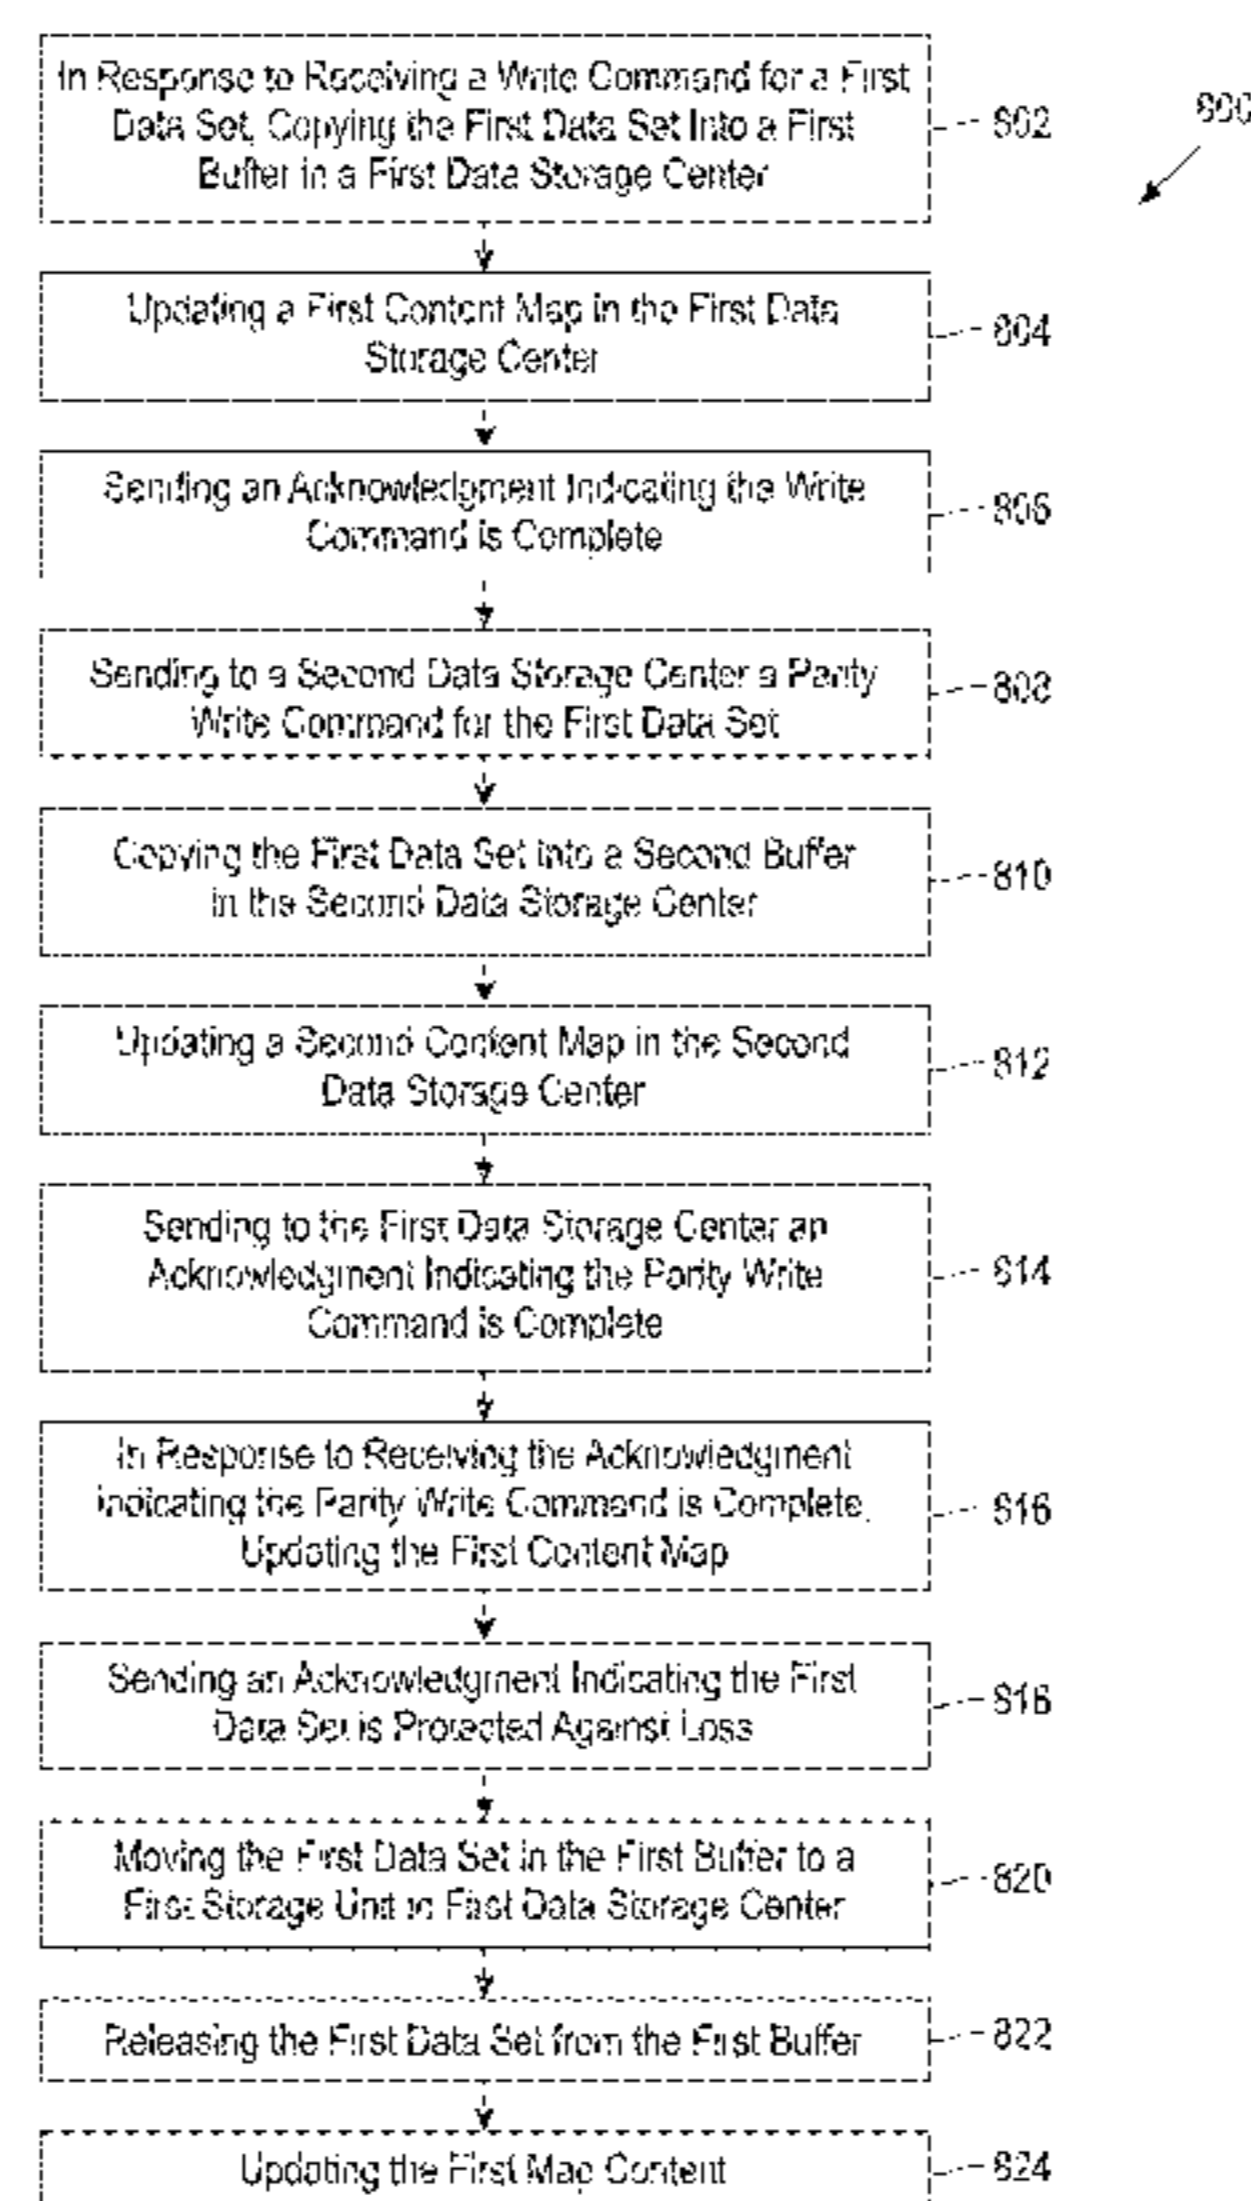 In Response to Receiving a Write Command for a First
Data Set, Copying the First Data Set Into a First
Buffer in a First Data Storage Center
802
800
Updating a First Content Map in the First Data
Storage Center
804
Sending an Acknowledgment Indicating the Write
Command is Complete
806
Sending to a Second Data Storage Center a Parity
Write Command for the First Data Set
808
Copying the First Data Set into a Second Buffer
in the Second Data Storage Center
810
Updating a Second Content Map in the Second
Data Storage Center
812
Sending to the First Data Storage Center an
Acknowledgment Indicating the Parity Write
Command is Complete
814
In Response to Receiving the Acknowledgment
Indicating the Parity Write Command is Complete,
Updating the First Content Map
816
Sending an Acknowledgment Indicating the First
Data Set is Protected Against Loss
818
Moving the First Data Set in the First Buffer to a
First Storage Unit in First Data Storage Center
820
Releasing the First Data Set from the First Buffer
822
Updating the First Map Content
824